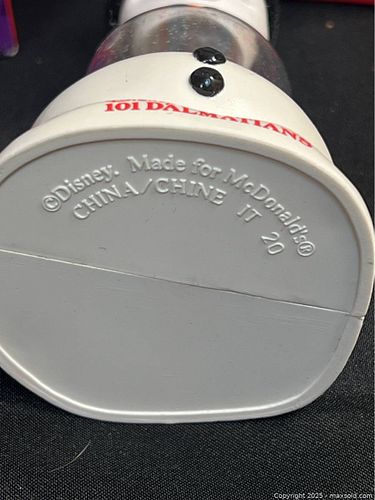 101 DALMATIANS
©Disney. Made for McDonald's®
CHINA/CHINE IT 20
Copyright 2025 - maxsold.com